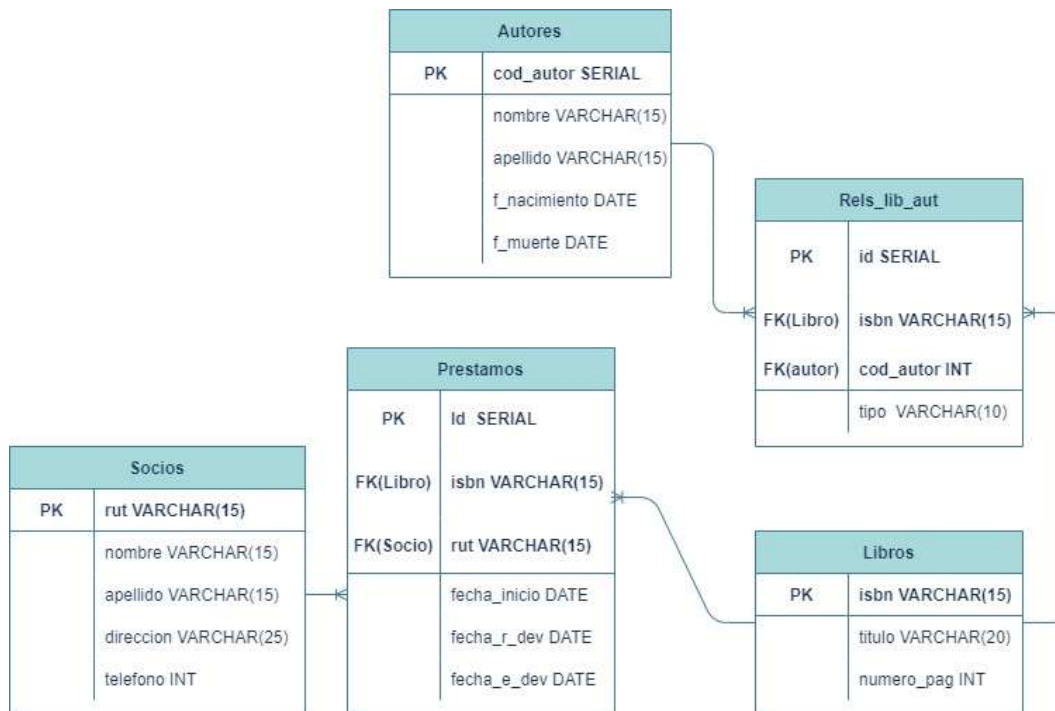 Autores
PK cod_autor SERIAL
nombre VARCHAR(15)
apellido VARCHAR(15)
f_nacimiento DATE
f_muerte DATE
Rels_lib_aut
PK id SERIAL
FK(Libro) isbn VARCHAR(15)
FK(autor) cod_autor INT
tipo VARCHAR(10)
Prestamos
PK Id SERIAL
FK(Libro) isbn VARCHAR(15)
FK(Socio) rut VARCHAR(15)
fecha_inicio DATE
fecha_r_dev DATE
fecha_e_dev DATE
Socios
PK rut VARCHAR(15)
nombre VARCHAR(15)
apellido VARCHAR(15)
direccion VARCHAR(25)
telefono INT
Libros
PK isbn VARCHAR(15)
titulo VARCHAR(20)
numero_pag INT